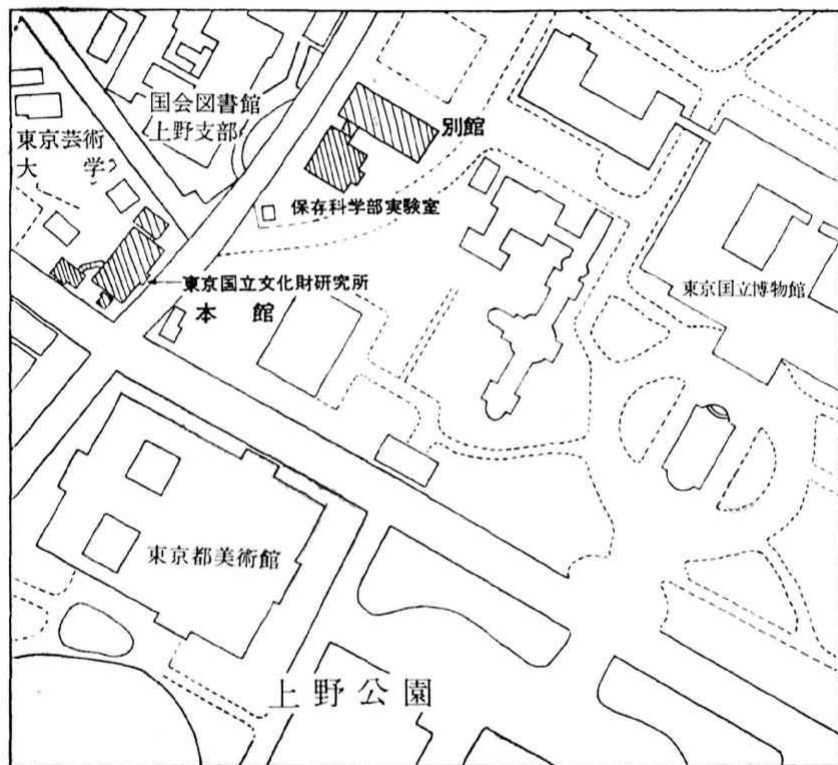 国会図書館
上野支部
東京芸術
大 学
別館
保存科学部実験室
東京国立文化財研究所
本 館
東京国立博物館
東京都美術館
上野公園